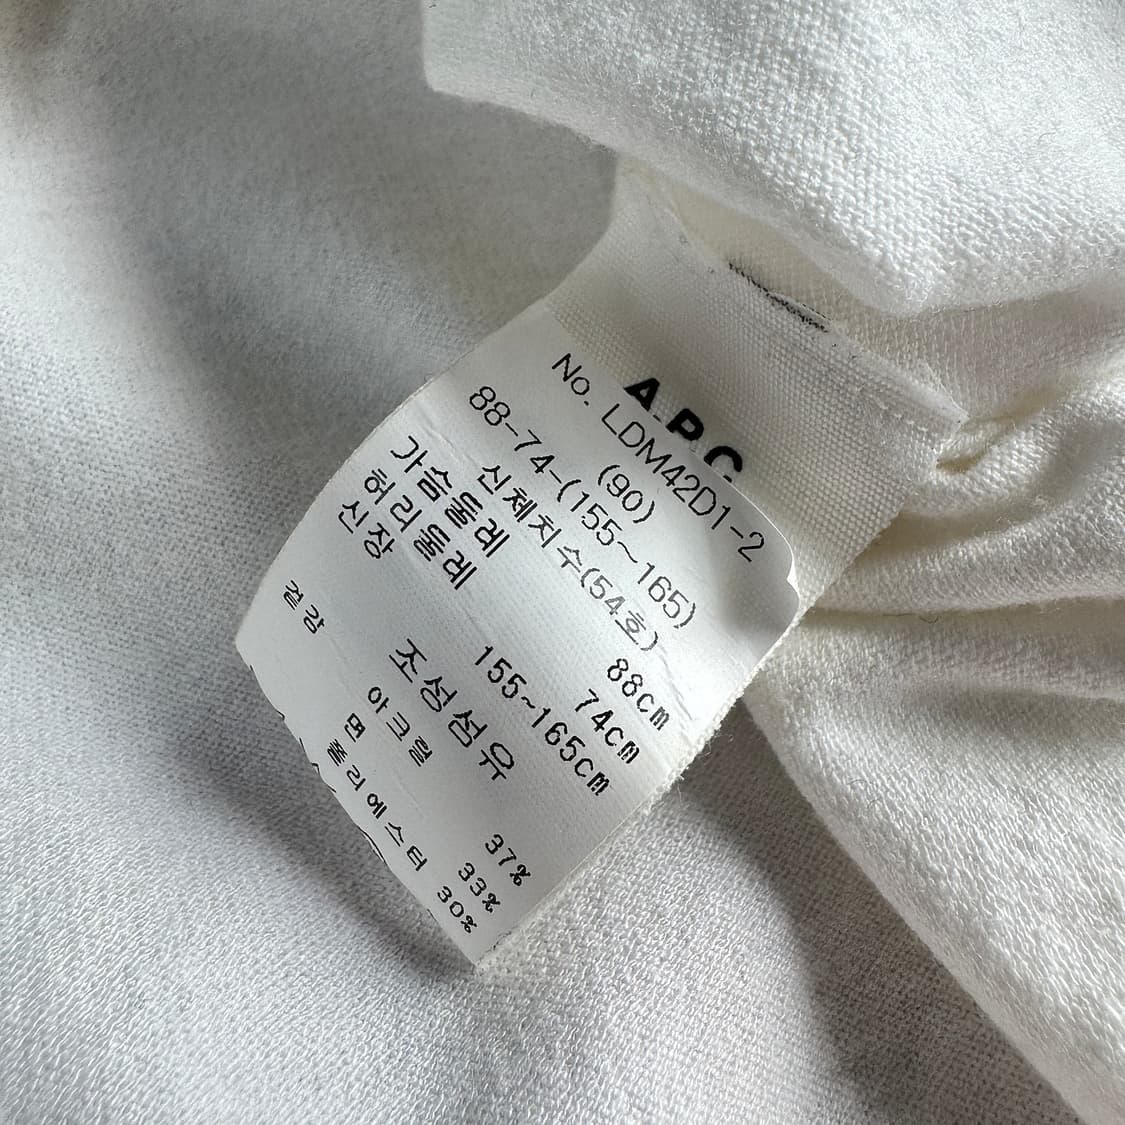 A.P.C
No. LDM42D1-2
(90)
88-74-(155~165)
신체치수(54호)
가슴둘레 88cm
허리둘레 74cm
신장 155~165cm
조성섬유
겉감 아크릴 37%
면 33%
폴리에스터 30%